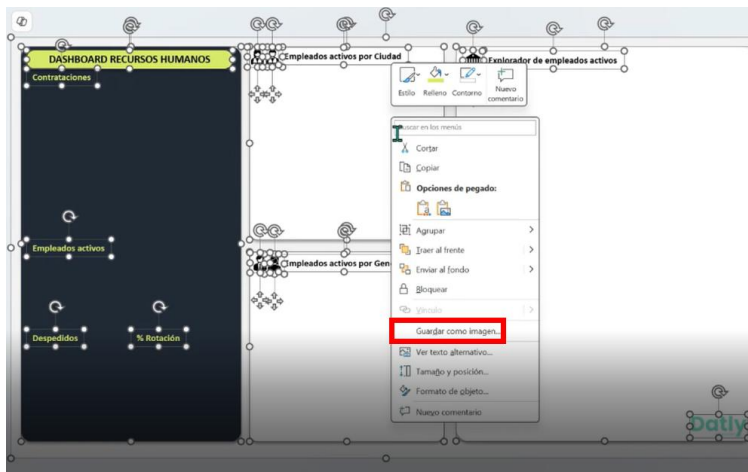 DASHBOARD RECURSOS HUMANOS
Contrataciones
Empleados activos
Despedidos
% Rotación
Empleados activos por Ciudad
Explorador de empleados activos
Estilo
Relleno
Contorno
Nuevo
comentario
en los menús
Cortar
Copiar
Opciones de pegado:
Agrupar
Traer al frente
Enviar al fondo
Bloquear
Vínculo
Guardar como imagen...
Ver texto alternativo...
Tamaño y posición...
Formato de objeto...
Nuevo comentario
Empleados activos por Gen
Datly